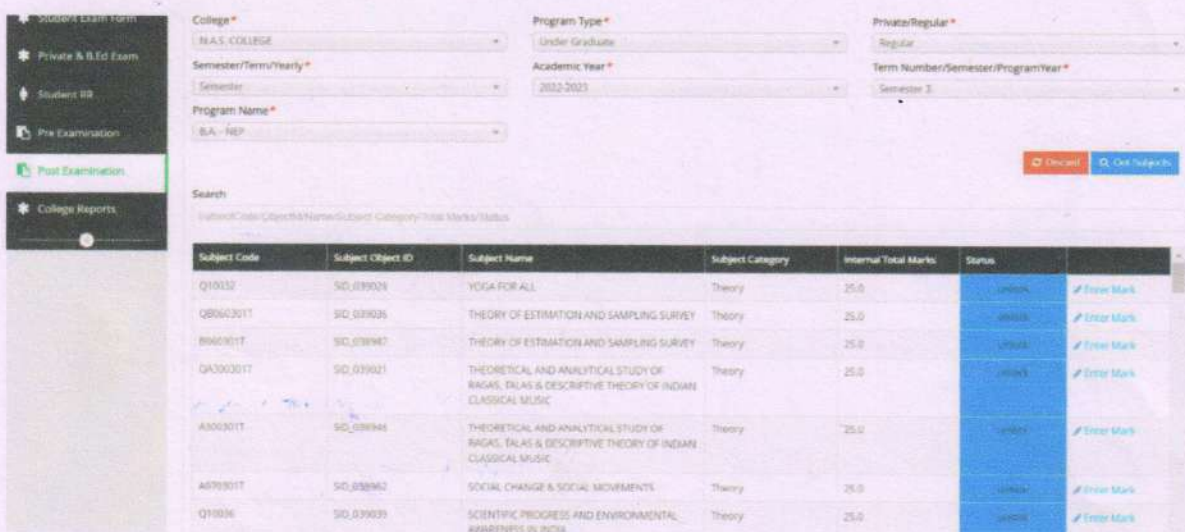 Student Exam Form
Private & B.Ed Exam
Student RR
Pre Examination
Post Examination
College Reports
College*
N.A.S. COLLEGE
Program Type*
Under Graduate
Private/Regular*
Regular
Semester/Term/Yearly*
Semester
Academic Year*
2022-2023
Term Number/Semester/ProgramYear*
Semester 3
Program Name*
B.A. - NEP
Discard
Get Subjects
Search
Subject Code Subject Object ID Subject Name Subject Category Internal Total Marks Status
Q10032 SID_039028 YOGA FOR ALL Theory 25.0 Enter Mark
QB060301T SID_039036 THEORY OF ESTIMATION AND SAMPLING SURVEY Theory 25.0 Enter Mark
B060301T SID_038987 THEORY OF ESTIMATION AND SAMPLING SURVEY Theory 25.0 Enter Mark
QA300301T SID_039021 THEORETICAL AND ANALYTICAL STUDY OF Theory 25.0 Enter Mark
RAGAS, TALAS & DESCRIPTIVE THEORY OF INDIAN
CLASSICAL MUSIC
A300301T SID_038946 THEORETICAL AND ANALYTICAL STUDY OF Theory 25.0 Enter Mark
RAGAS, TALAS & DESCRIPTIVE THEORY OF INDIAN
CLASSICAL MUSIC
A070301T SID_038962 SOCIAL CHANGE & SOCIAL MOVEMENTS Theory 25.0 Enter Mark
Q10036 SID_039039 SCIENTIFIC PROGRESS AND ENVIRONMENTAL Theory 25.0 Enter Mark
AWARENESS IN INDIA